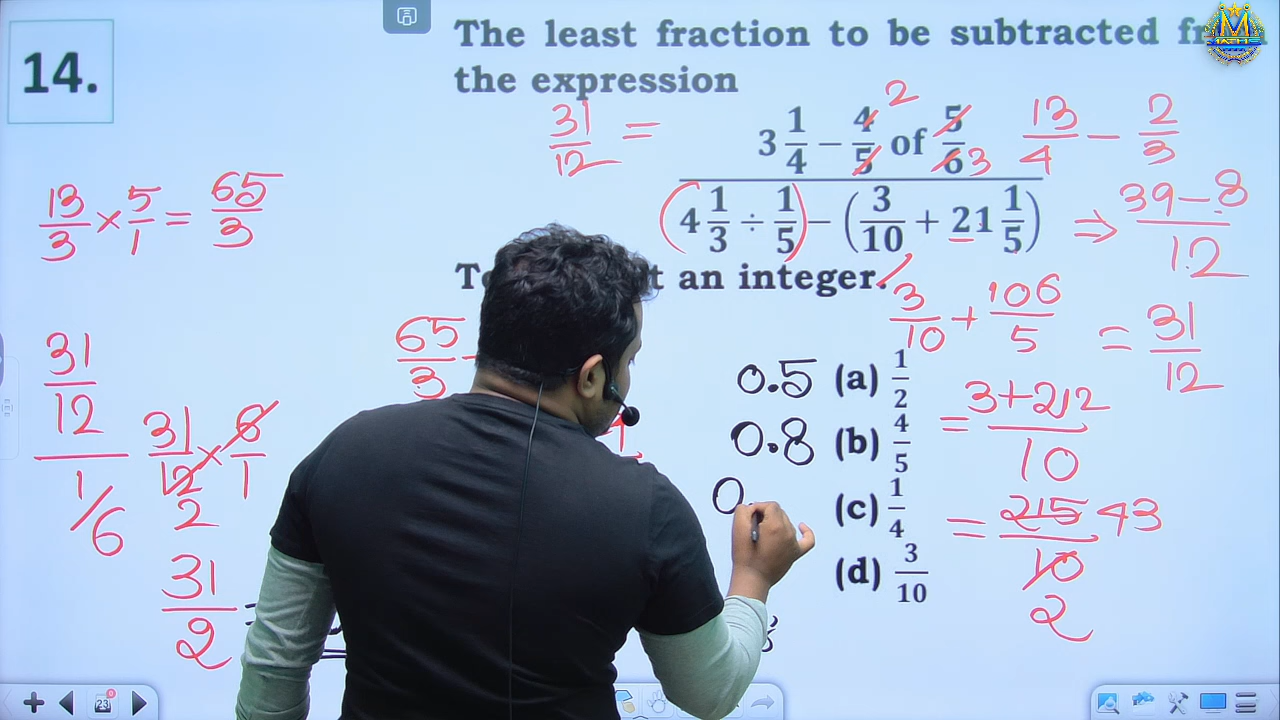 14.
The least fraction to be subtracted fr
the expression
31/12 =
3 1/4 − 4/5 of 5/6
2
3
13/4 − 2/3
(4 1/3 ÷ 1/5) − (3/10 + 21 1/5)
⇒ 39−8/12
= 31/12
an integer.
13/3 × 5/1 = 65/3
65/3
3/10 + 106/5
= 3+212/10
= 215/10
43
2
31/12
1/6
31/12 × 6/1
2
31/2
0.5 (a) 1/2
0.8 (b) 4/5
0. (c) 1/4
(d) 3/10
M
MATHS
23